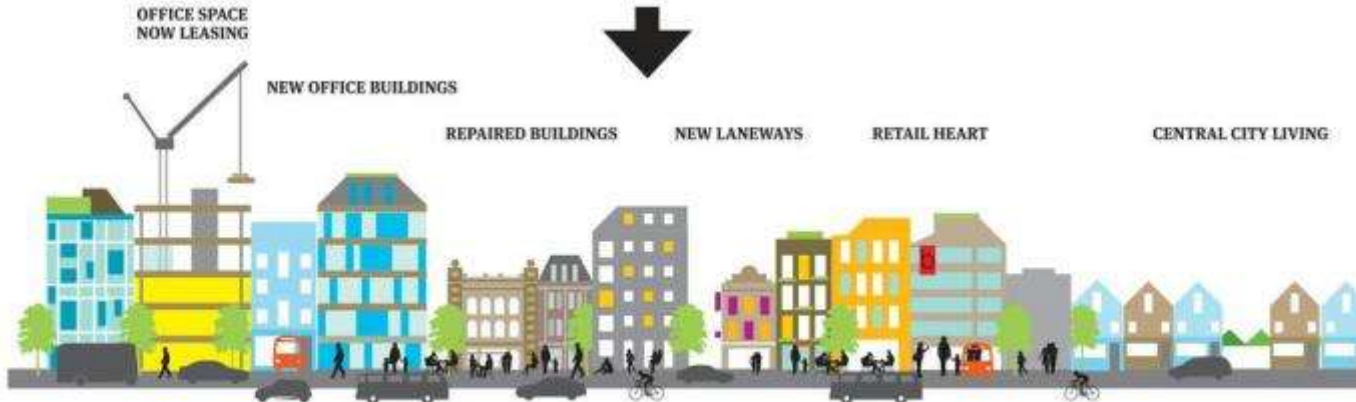 OFFICE SPACE
NOW LEASING
NEW OFFICE BUILDINGS
REPAIRED BUILDINGS
NEW LANEWAYS
RETAIL HEART
CENTRAL CITY LIVING